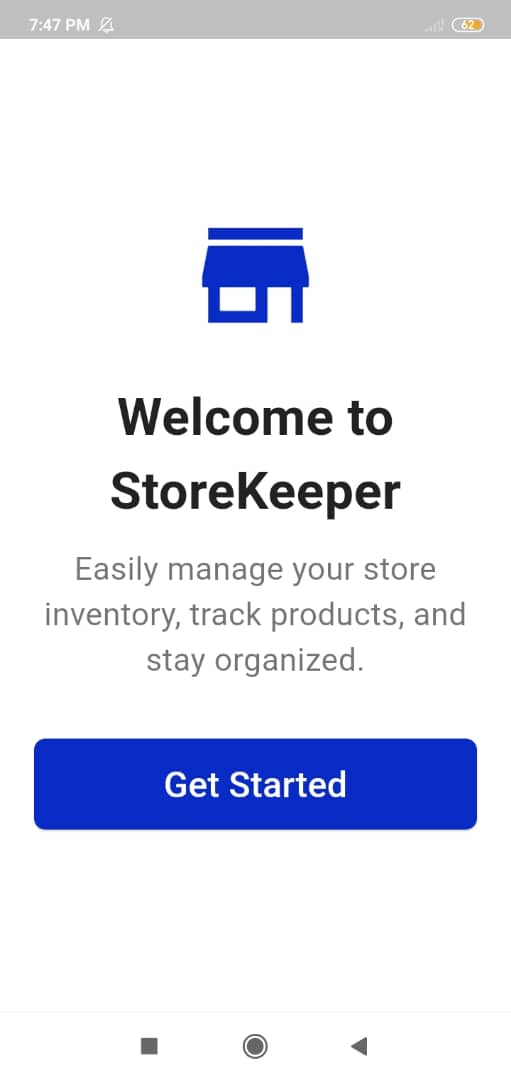 7:47 PM
62
Welcome to
StoreKeeper
Easily manage your store
inventory, track products, and
stay organized.
Get Started